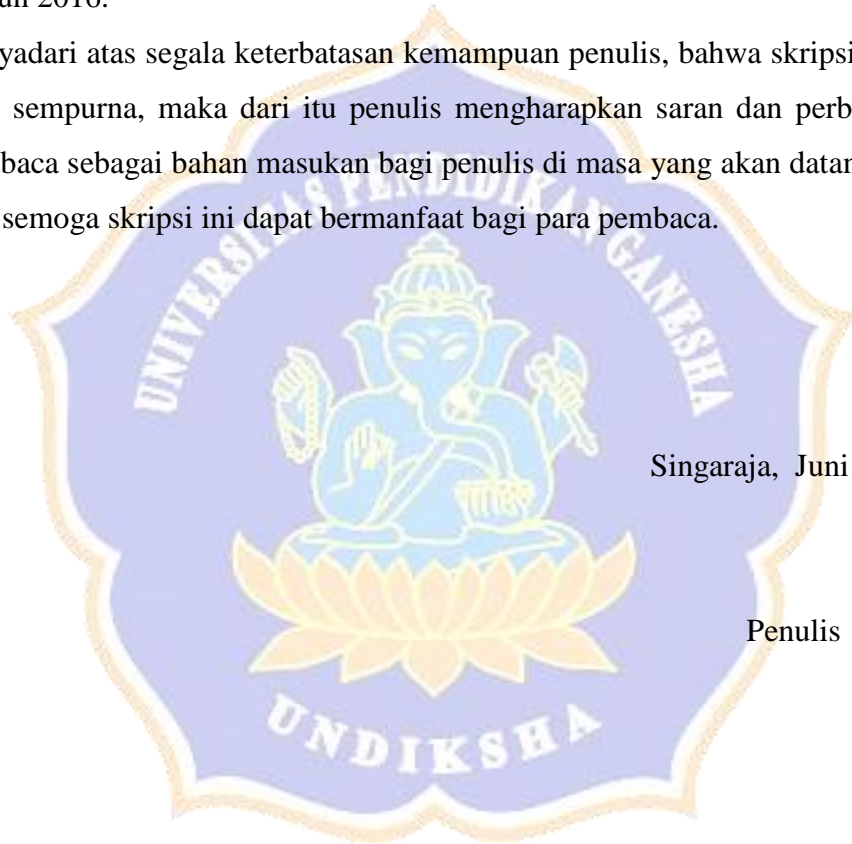 un 2016.
yadari atas segala keterbatasan kemampuan penulis, bahwa skripsi
sempurna, maka dari itu penulis mengharapkan saran dan perb
baca sebagai bahan masukan bagi penulis di masa yang akan datan
semoga skripsi ini dapat bermanfaat bagi para pembaca.
UNIVERSITAS PENDIDIKAN GANESHA
Singaraja, Juni
Penulis
UNDIKSHA